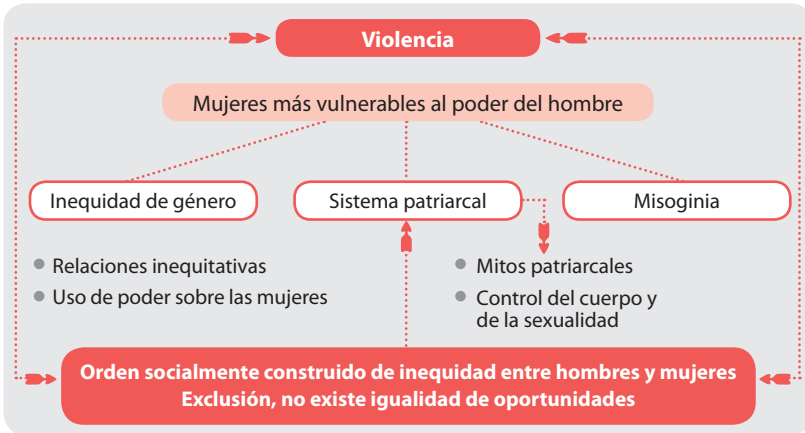 Violencia
Mujeres más vulnerables al poder del hombre
Inequidad de género
Sistema patriarcal
Misoginia
Relaciones inequitativas
Uso de poder sobre las mujeres
Mitos patriarcales
Control del cuerpo y
de la sexualidad
Orden socialmente construido de inequidad entre hombres y mujeres
Exclusión, no existe igualdad de oportunidades